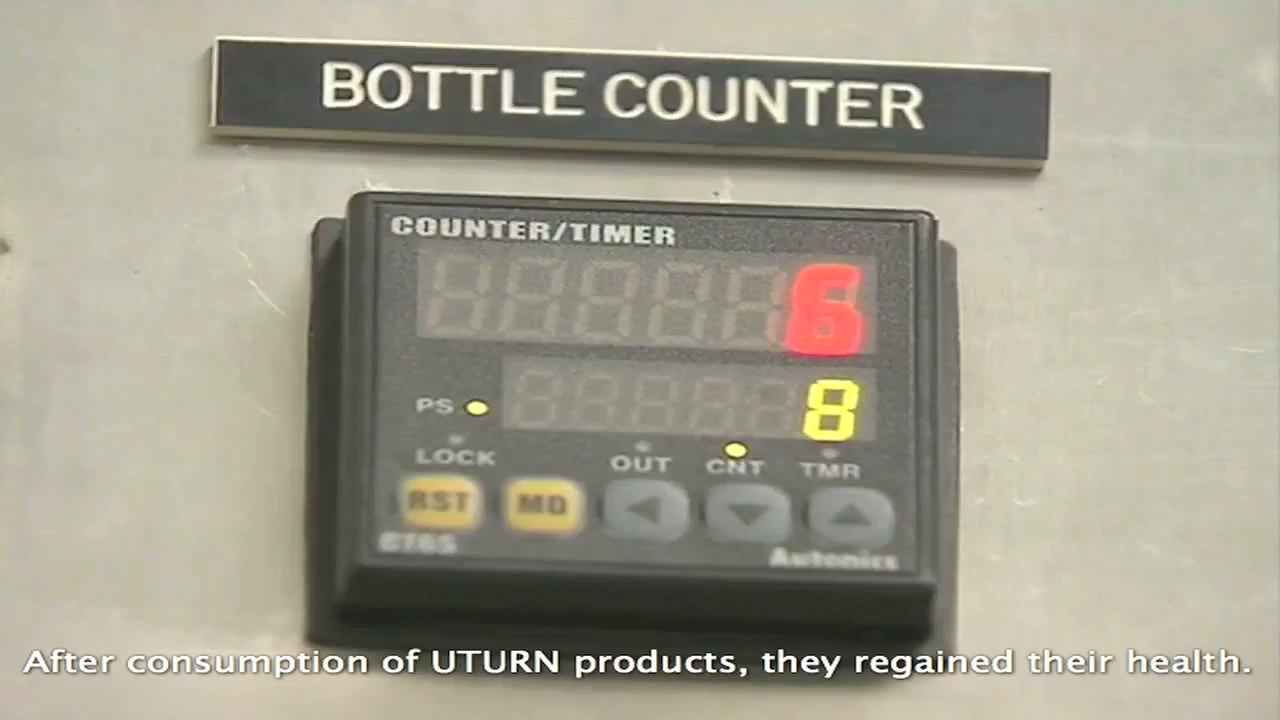 BOTTLE COUNTER
COUNTER/TIMER
6
PS 8
LOCK OUT CNT TMR
RST MD
CT6S Autonics
After consumption of UTURN products, they regained their health.